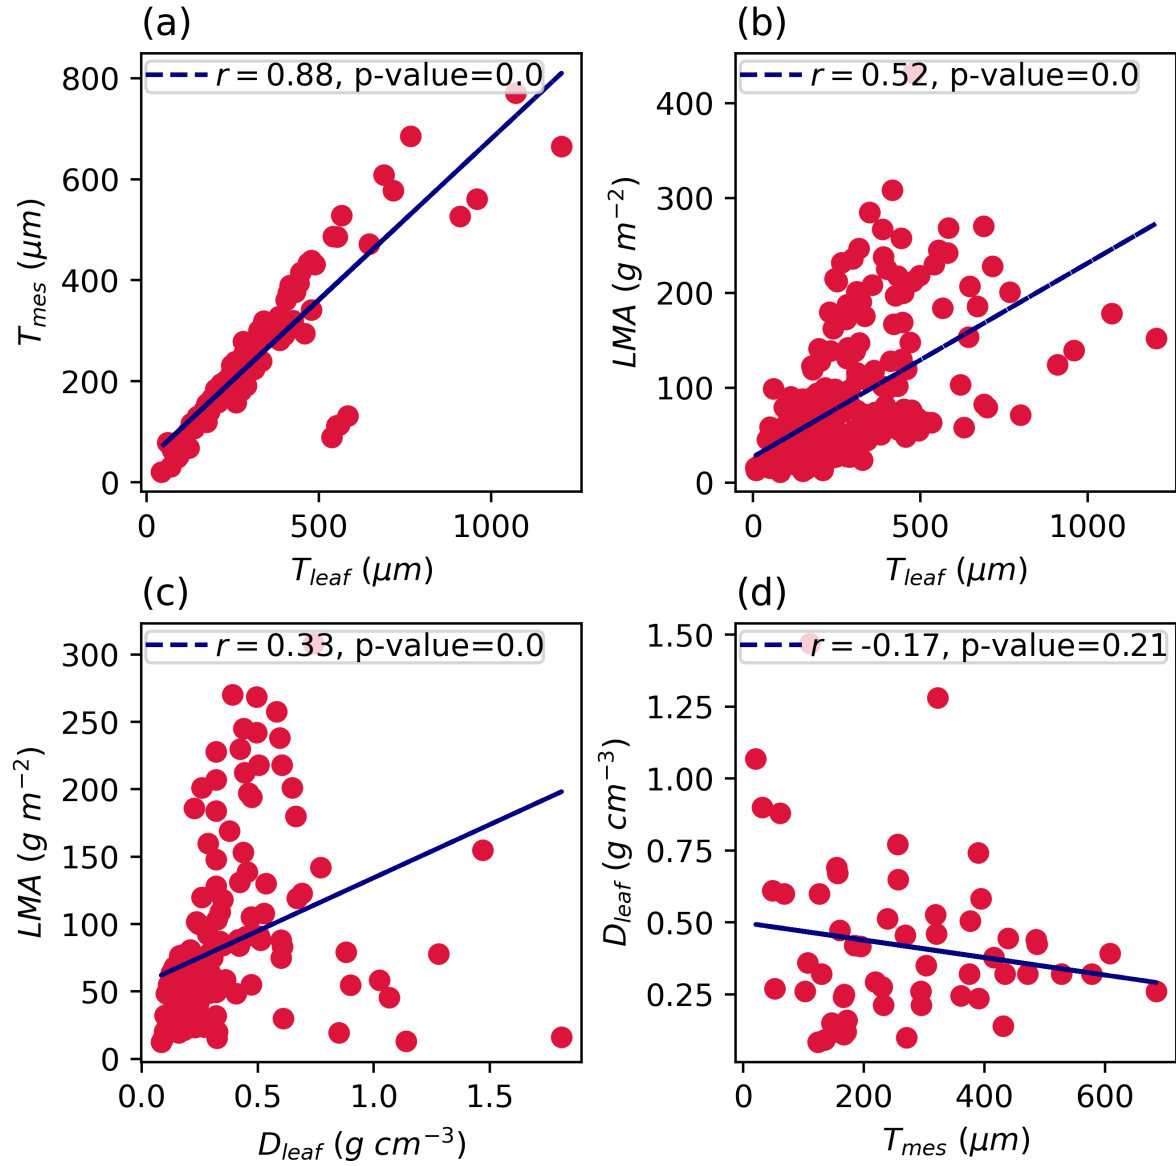 (a)
r = 0.88, p-value=0.0
800
600
400
200
0
T_mes (μm)
0 500 1000
T_leaf (μm)
(b)
r = 0.52, p-value=0.0
400
300
200
100
0
LMA (g m⁻²)
0 500 1000
T_leaf (μm)
(c)
r = 0.33, p-value=0.0
300
250
200
150
100
50
0
LMA (g m⁻²)
0.0 0.5 1.0 1.5
D_leaf (g cm⁻³)
(d)
r = -0.17, p-value=0.21
1.50
1.25
1.00
0.75
0.50
0.25
D_leaf (g cm⁻³)
0 200 400 600
T_mes (μm)